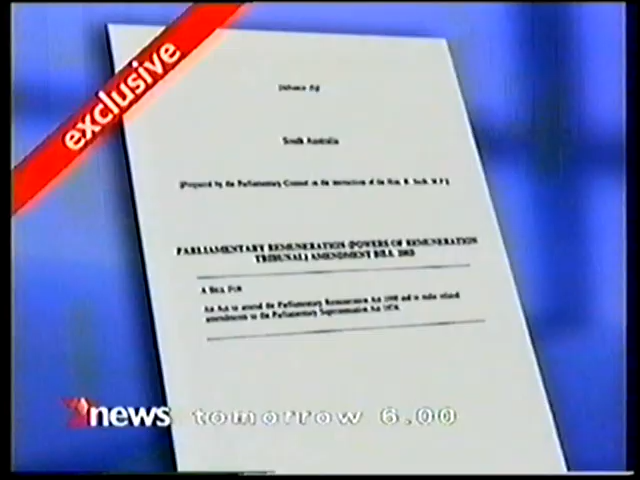 exclusive
South Australia
[Prepared by the Parliamentary Counsel on the instructions of the Hon. R. M.P.]
PARLIAMENTARY REMUNERATION (POWERS OF REMUNERATION
TRIBUNAL) AMENDMENT BILL
A BILL FOR
An Act to amend the Parliamentary Remuneration Act 1990 and to make related
amendments to the Parliamentary Superannuation Act 1974.
7news tomorrow 6.00